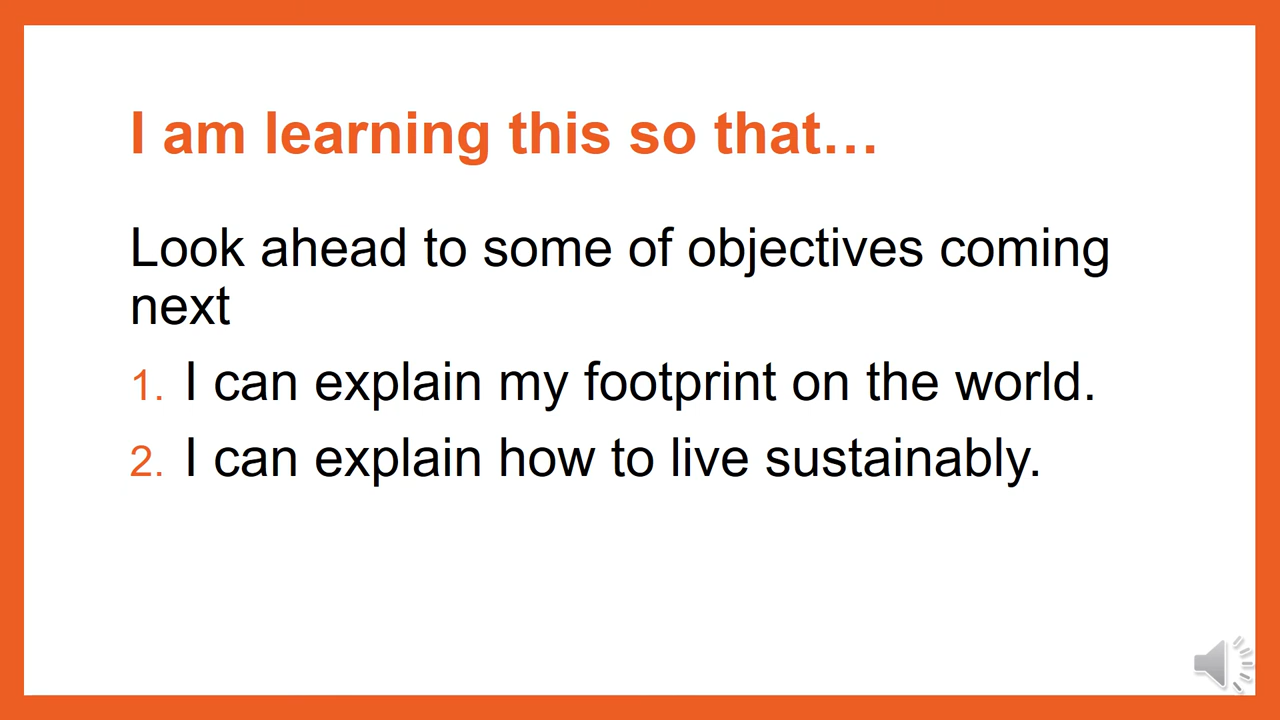 I am learning this so that…
Look ahead to some of objectives coming
next
1. I can explain my footprint on the world.
2. I can explain how to live sustainably.